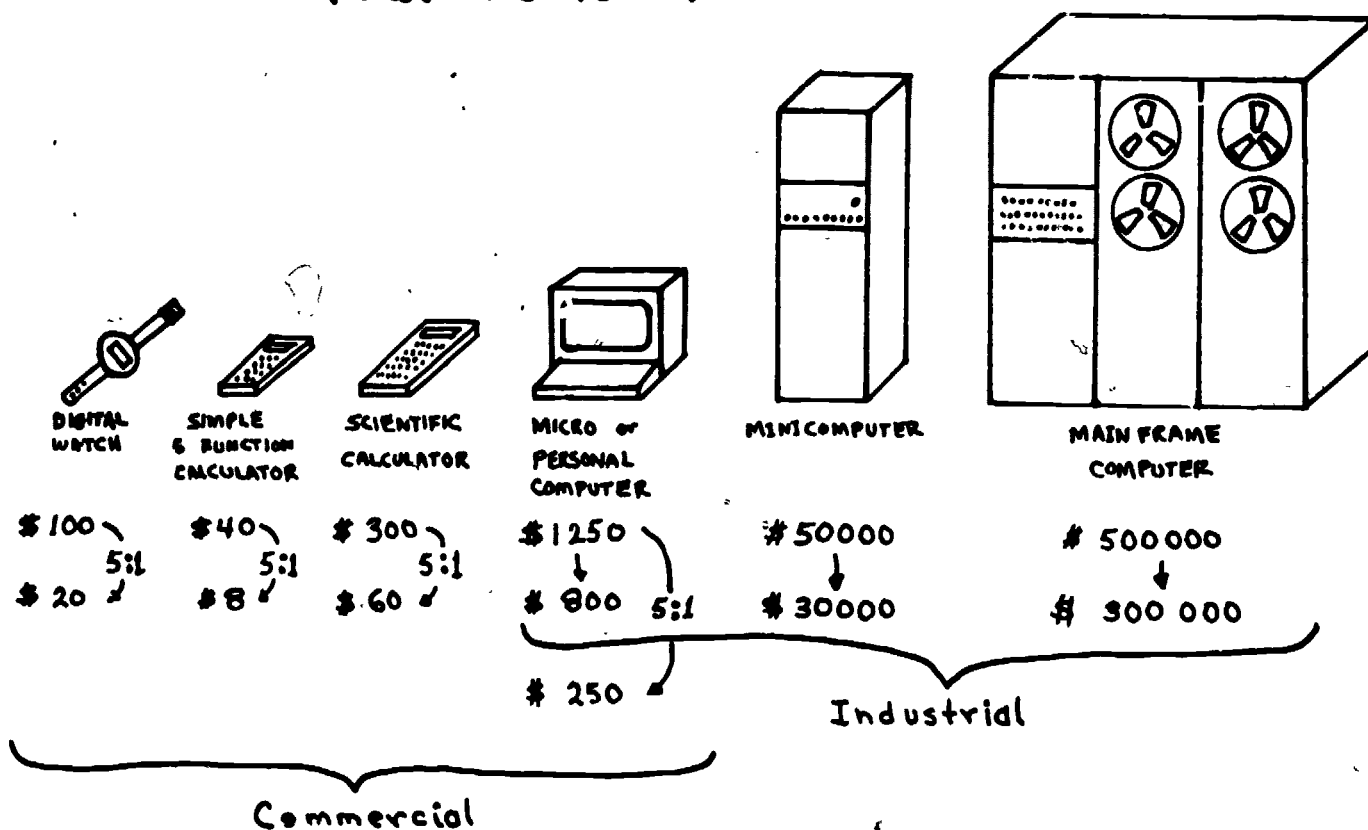 DIGITAL
WATCH
SIMPLE
5 FUNCTION
CALCULATOR
SCIENTIFIC
CALCULATOR
MICRO or
PERSONAL
COMPUTER
MINICOMPUTER
MAIN FRAME
COMPUTER
$100
5:1
$20
$40
5:1
$8
$300
5:1
$60
$1250
$800
5:1
$250
$50000
$30000
$500000
$300000
Industrial
Commercial